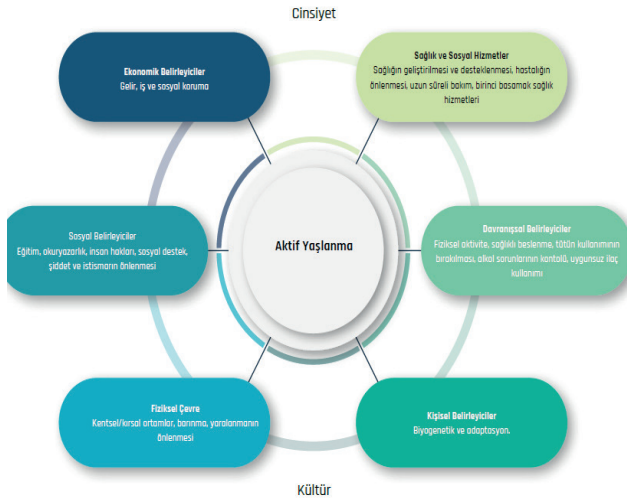 Cinsiyet
Ekonomik Belirleyiciler
Gelir, iş ve sosyal koruma
Sağlık ve Sosyal Hizmetler
Sağlığın geliştirilmesi ve desteklenmesi, hastalığın
önlenmesi, uzun süreli bakım, birinci basamak sağlık
hizmetleri
Sosyal Belirleyiciler
Eğitim, okuryazarlık, insan hakları, sosyal destek,
şiddet ve istismarın önlenmesi
Aktif Yaşlanma
Davranışsal Belirleyiciler
Fiziksel aktivite, sağlıklı beslenme, tütün kullanımının
bırakılması, alkol sorunlarının kontolü, uygunsuz ilaç
kullanımı
Fiziksel Çevre
Kentsel/kırsal ortamlar, barınma, yaralanmanın
önlenmesi
Kişisel Belirleyiciler
Biyogenetik ve adaptasyon.
Kültür